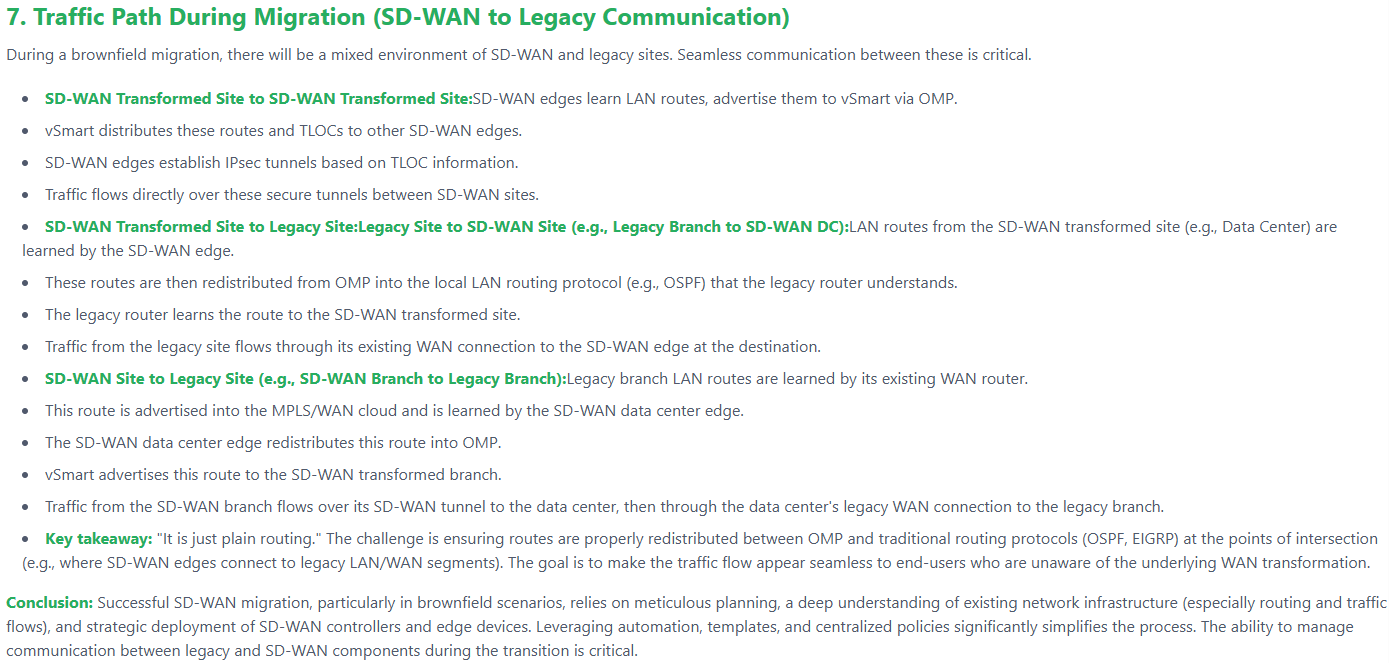 7. Traffic Path During Migration (SD-WAN to Legacy Communication)
During a brownfield migration, there will be a mixed environment of SD-WAN and legacy sites. Seamless communication between these is critical.
• SD-WAN Transformed Site to SD-WAN Transformed Site:SD-WAN edges learn LAN routes, advertise them to vSmart via OMP.
• vSmart distributes these routes and TLOCs to other SD-WAN edges.
• SD-WAN edges establish IPsec tunnels based on TLOC information.
• Traffic flows directly over these secure tunnels between SD-WAN sites.
• SD-WAN Transformed Site to Legacy Site:Legacy Site to SD-WAN Site (e.g., Legacy Branch to SD-WAN DC):LAN routes from the SD-WAN transformed site (e.g., Data Center) are
learned by the SD-WAN edge.
• These routes are then redistributed from OMP into the local LAN routing protocol (e.g., OSPF) that the legacy router understands.
• The legacy router learns the route to the SD-WAN transformed site.
• Traffic from the legacy site flows through its existing WAN connection to the SD-WAN edge at the destination.
• SD-WAN Site to Legacy Site (e.g., SD-WAN Branch to Legacy Branch):Legacy branch LAN routes are learned by its existing WAN router.
• This route is advertised into the MPLS/WAN cloud and is learned by the SD-WAN data center edge.
• The SD-WAN data center edge redistributes this route into OMP.
• vSmart advertises this route to the SD-WAN transformed branch.
• Traffic from the SD-WAN branch flows over its SD-WAN tunnel to the data center, then through the data center's legacy WAN connection to the legacy branch.
• Key takeaway: "It is just plain routing." The challenge is ensuring routes are properly redistributed between OMP and traditional routing protocols (OSPF, EIGRP) at the points of intersection
(e.g., where SD-WAN edges connect to legacy LAN/WAN segments). The goal is to make the traffic flow appear seamless to end-users who are unaware of the underlying WAN transformation.
Conclusion: Successful SD-WAN migration, particularly in brownfield scenarios, relies on meticulous planning, a deep understanding of existing network infrastructure (especially routing and traffic
flows), and strategic deployment of SD-WAN controllers and edge devices. Leveraging automation, templates, and centralized policies significantly simplifies the process. The ability to manage
communication between legacy and SD-WAN components during the transition is critical.